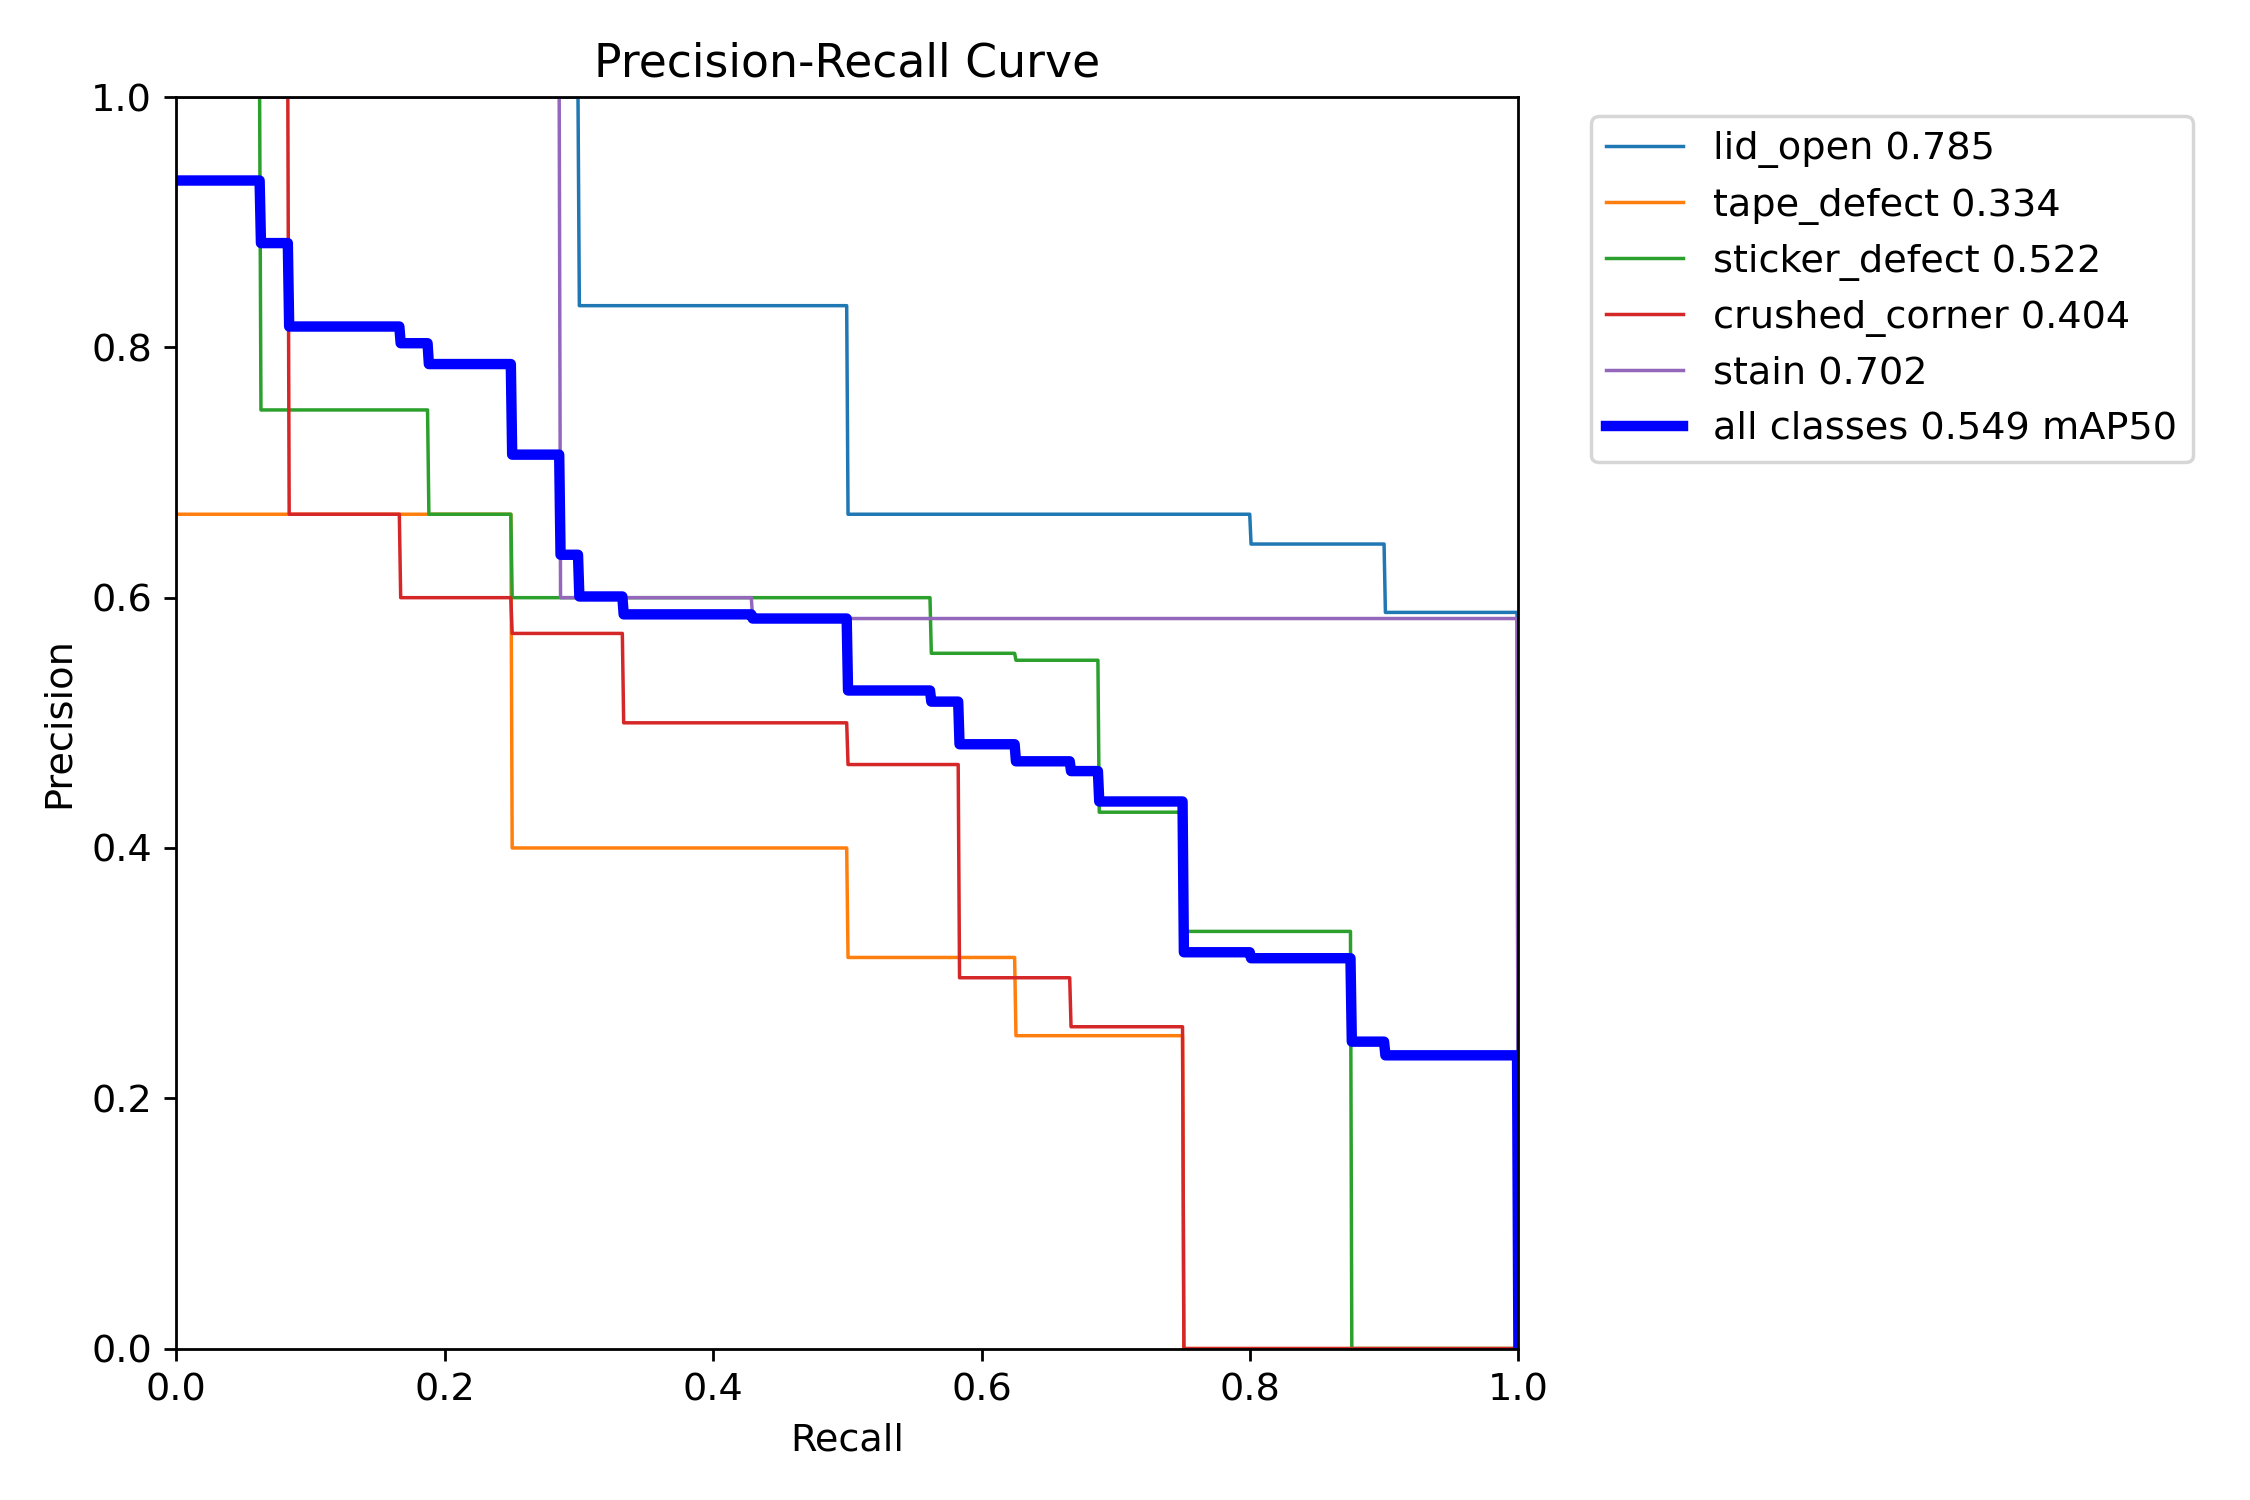 Precision-Recall Curve
1.0
0.8
0.6
0.4
0.2
0.0
Precision
0.0 0.2 0.4 0.6 0.8 1.0
Recall
lid_open 0.785
tape_defect 0.334
sticker_defect 0.522
crushed_corner 0.404
stain 0.702
all classes 0.549 mAP50